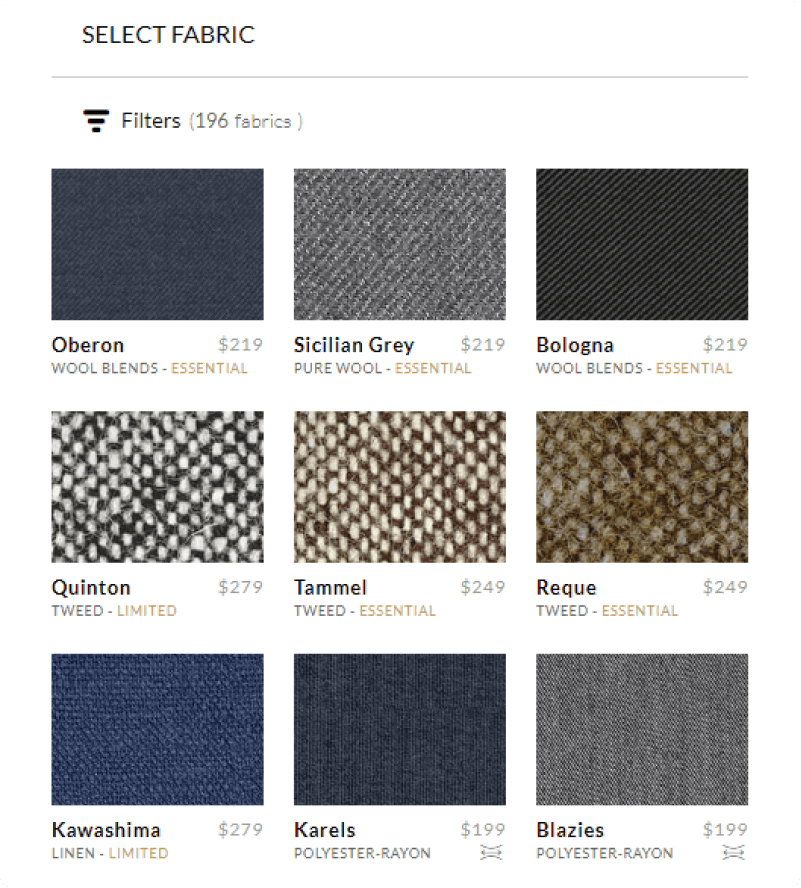 SELECT FABRIC
Filters (196 fabrics )
Oberon $219 Sicilian Grey $219 Bologna $219
WOOL BLENDS - ESSENTIAL PURE WOOL - ESSENTIAL WOOL BLENDS - ESSENTIAL
Quinton $279 Tammel $249 Reque $249
TWEED - LIMITED TWEED - ESSENTIAL TWEED - ESSENTIAL
Kawashima $279 Karels $199 Blazies $199
LINEN - LIMITED POLYESTER-RAYON POLYESTER-RAYON